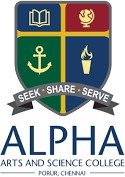 SEEK · SHARE · SERVE
ALPHA
ARTS AND SCIENCE COLLEGE
PORUR, CHENNAI